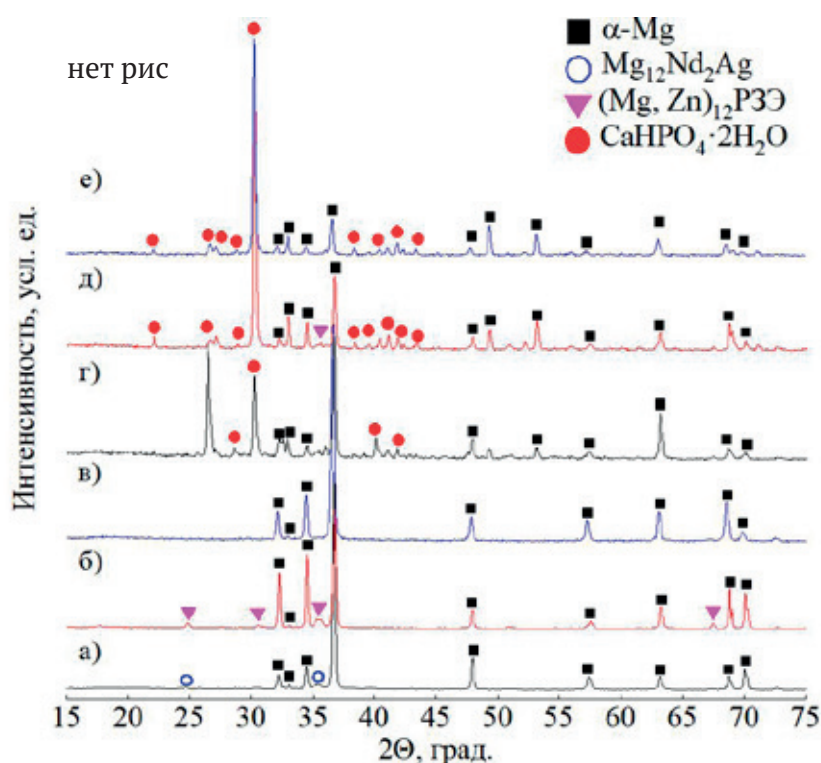 нет рис
α-Mg
Mg₁₂Nd₂Ag
(Mg, Zn)₁₂РЗЭ
CaHPO₄·2H₂O
Интенсивность, усл. ед.
е)
д)
г)
в)
б)
а)
15 20 25 30 35 40 45 50 55 60 65 70 75
2Θ, град.